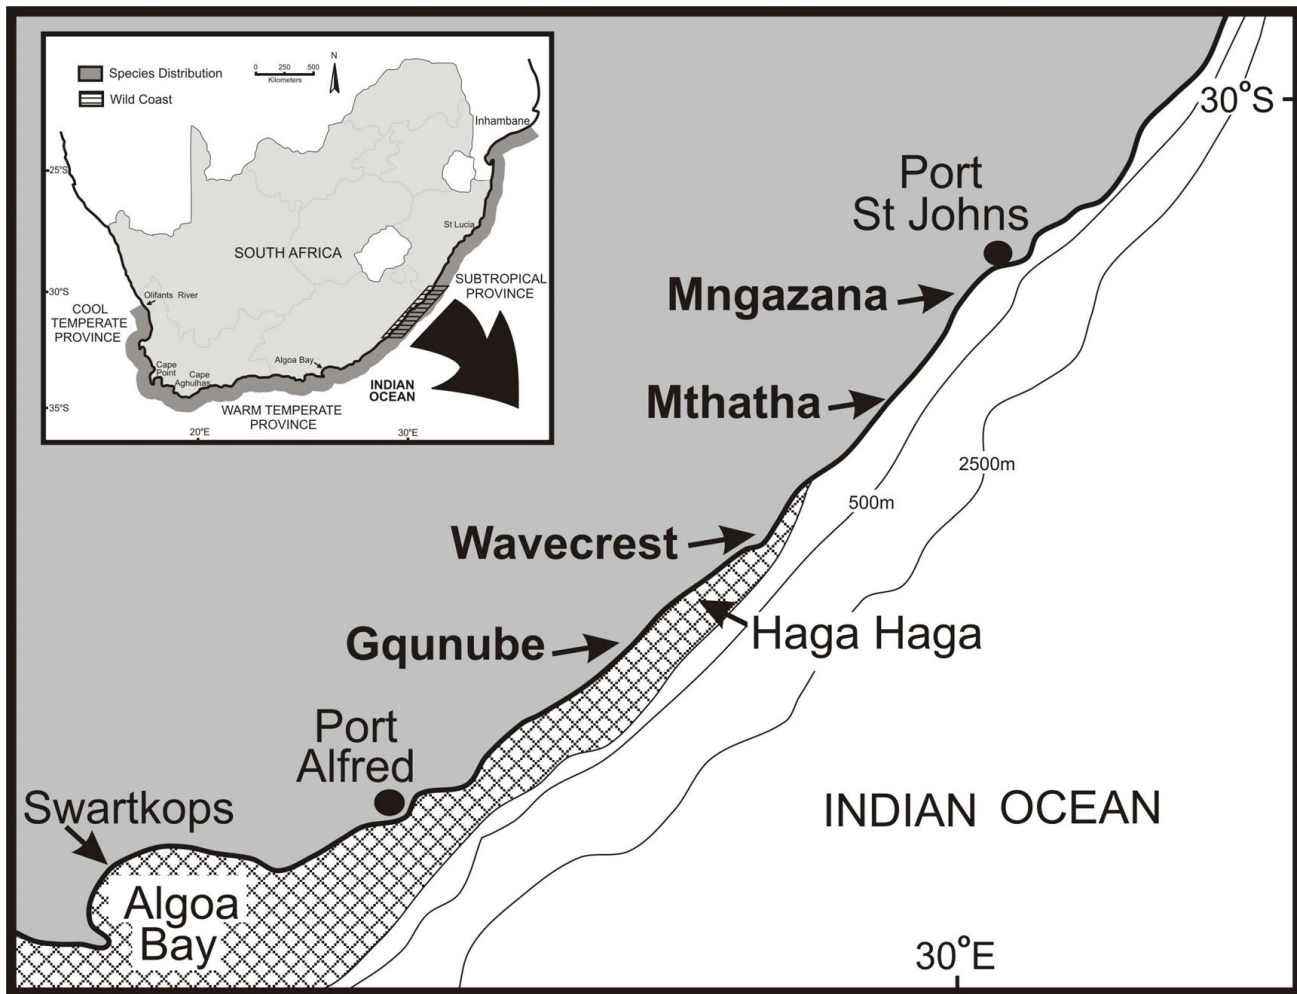 Species Distribution
Wild Coast
0 250 500
Kilometers
N
Inhambane
25°S
St Lucia
SOUTH AFRICA
SUBTROPICAL
PROVINCE
30°S
Olifants River
COOL
TEMPERATE
PROVINCE
Cape
Point
Cape
Aghulhas
Algoa Bay
INDIAN
OCEAN
35°S
WARM TEMPERATE
PROVINCE
20°E
30°E
30°S
Port
St Johns
Mngazana
Mthatha
2500m
500m
Wavecrest
Haga Haga
Gqunube
Port
Alfred
Swartkops
INDIAN OCEAN
Algoa
Bay
30°E